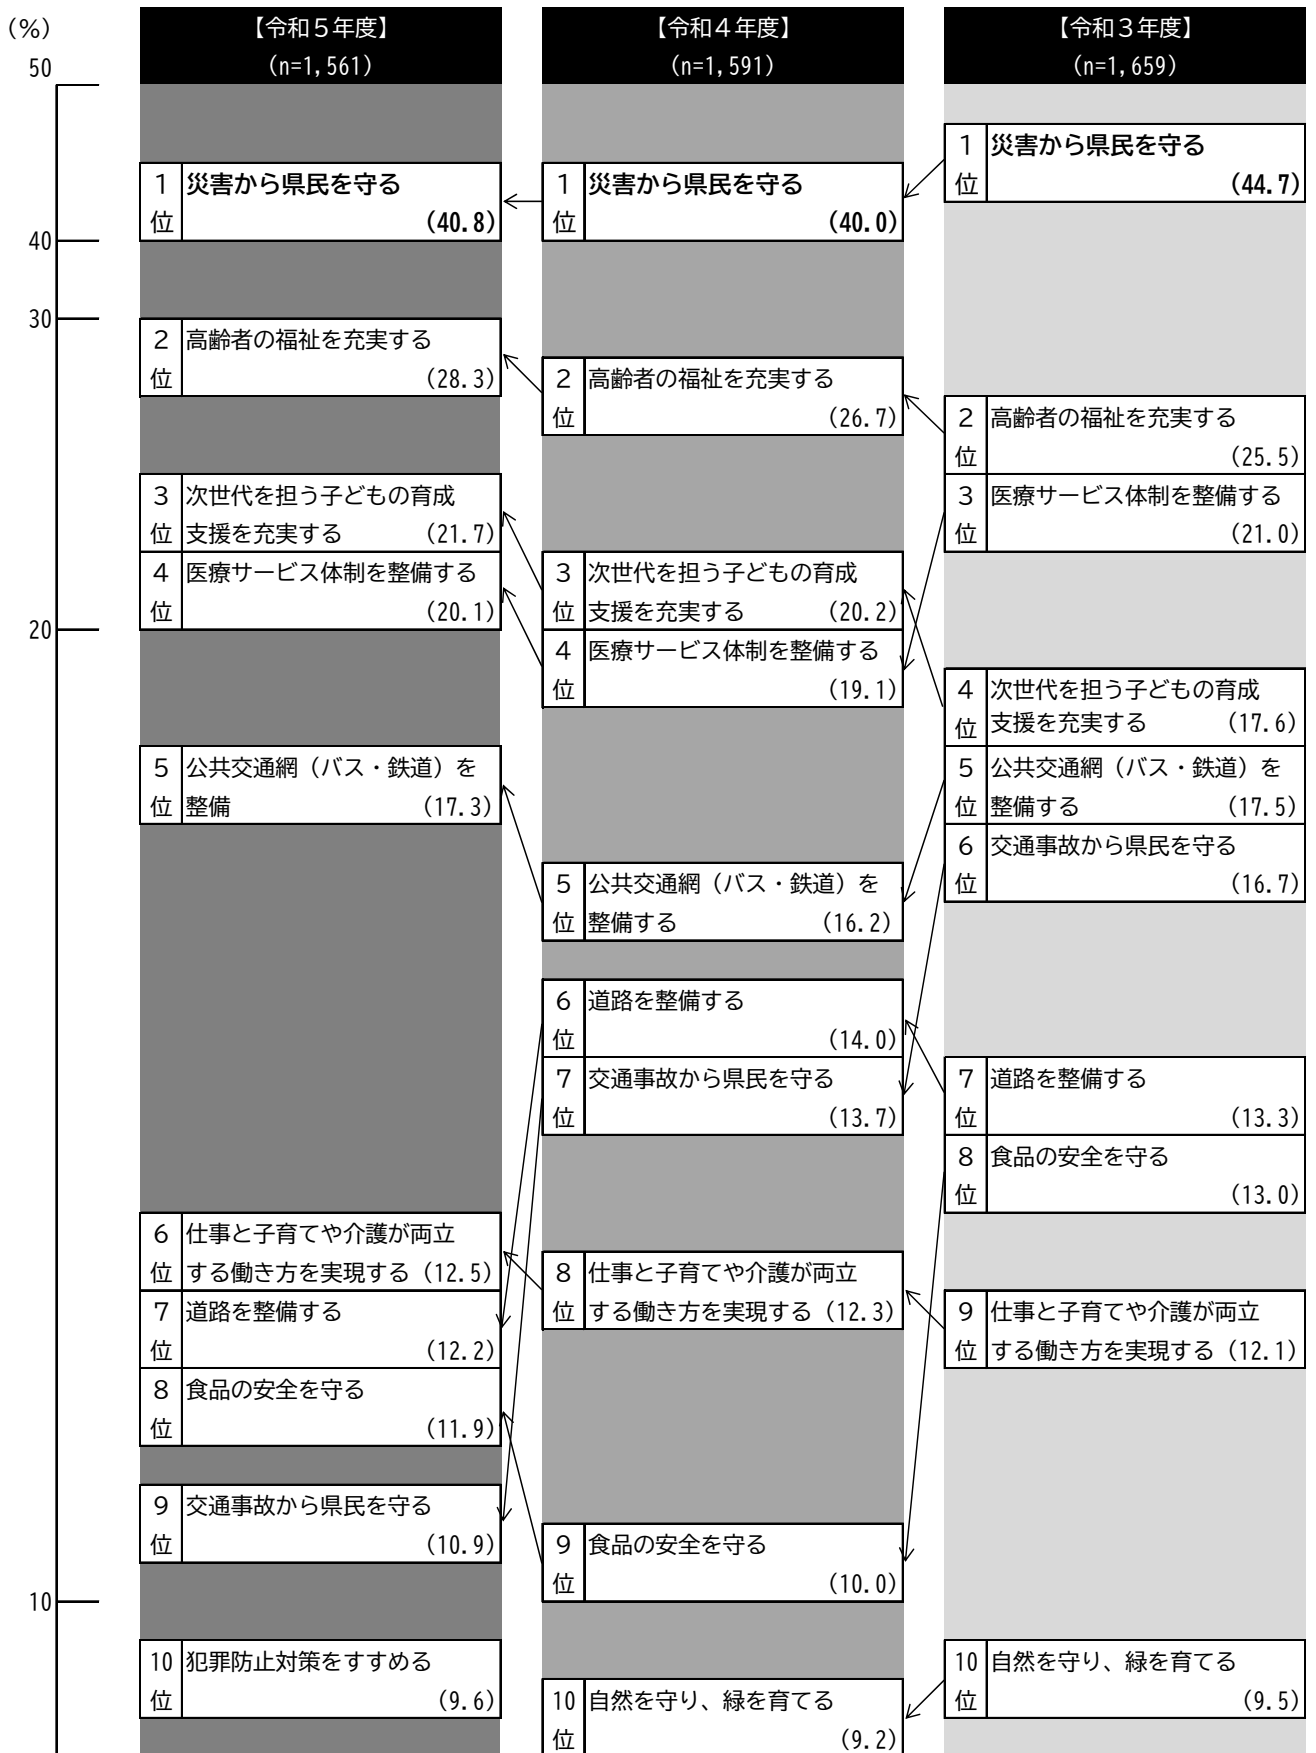 (%)
50
40
30
20
10
【令和5年度】
(n=1,561)
1位 災害から県民を守る
(40.8)
2位 高齢者の福祉を充実する
(28.3)
3位 次世代を担う子どもの育成
支援を充実する (21.7)
4位 医療サービス体制を整備する
(20.1)
5位 公共交通網（バス・鉄道）を
整備 (17.3)
6位 仕事と子育てや介護が両立
する働き方を実現する (12.5)
7位 道路を整備する
(12.2)
8位 食品の安全を守る
(11.9)
9位 交通事故から県民を守る
(10.9)
10位 犯罪防止対策をすすめる
(9.6)
【令和4年度】
(n=1,591)
1位 災害から県民を守る
(40.0)
2位 高齢者の福祉を充実する
(26.7)
3位 次世代を担う子どもの育成
支援を充実する (20.2)
4位 医療サービス体制を整備する
(19.1)
5位 公共交通網（バス・鉄道）を
整備する (16.2)
6位 道路を整備する
(14.0)
7位 交通事故から県民を守る
(13.7)
8位 仕事と子育てや介護が両立
する働き方を実現する (12.3)
9位 食品の安全を守る
(10.0)
10位 自然を守り、緑を育てる
(9.2)
【令和3年度】
(n=1,659)
1位 災害から県民を守る
(44.7)
2位 高齢者の福祉を充実する
(25.5)
3位 医療サービス体制を整備する
(21.0)
4位 次世代を担う子どもの育成
支援を充実する (17.6)
5位 公共交通網（バス・鉄道）を
整備する (17.5)
6位 交通事故から県民を守る
(16.7)
7位 道路を整備する
(13.3)
8位 食品の安全を守る
(13.0)
9位 仕事と子育てや介護が両立
する働き方を実現する (12.1)
10位 自然を守り、緑を育てる
(9.5)